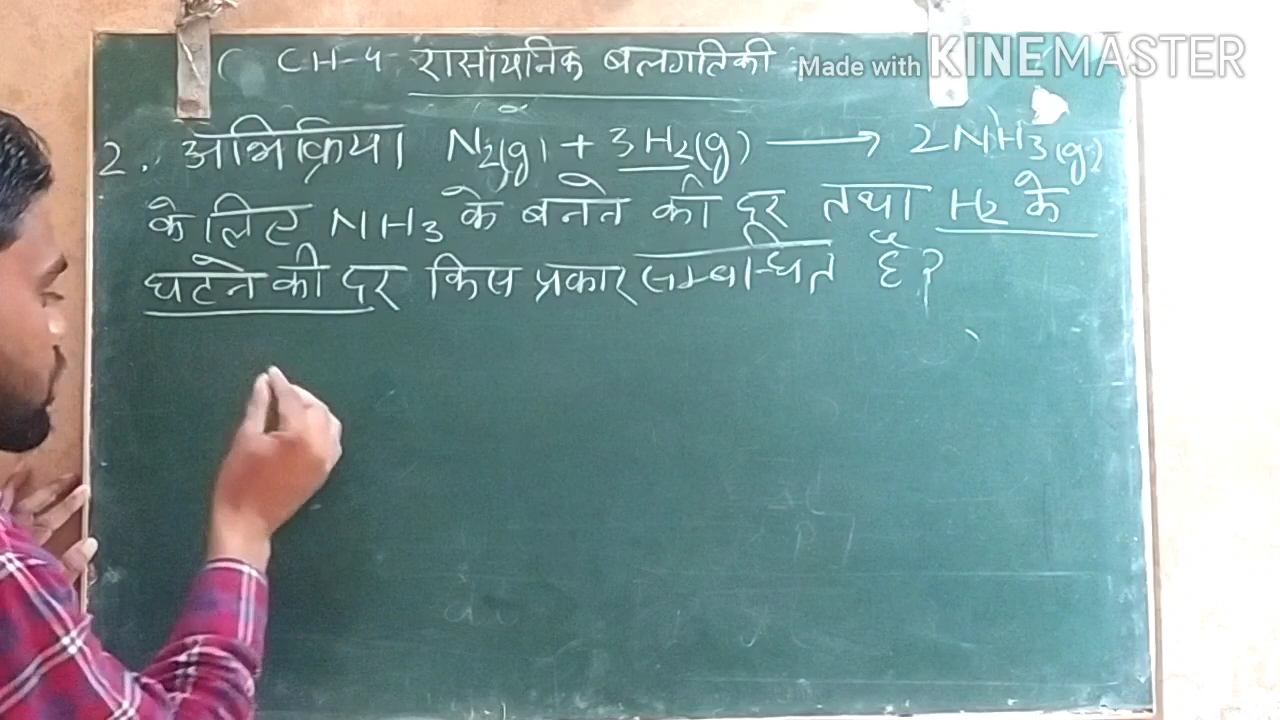 CH-4 रासायनिक बलगतिकी
Made with KINEMASTER
2. अभिक्रिया N₂(g) + 3H₂(g) ⟶ 2NH₃(g)
के लिए NH₃ के बनने की दर तथा H₂ के
घटने की दर किस प्रकार सम्बन्धित है?